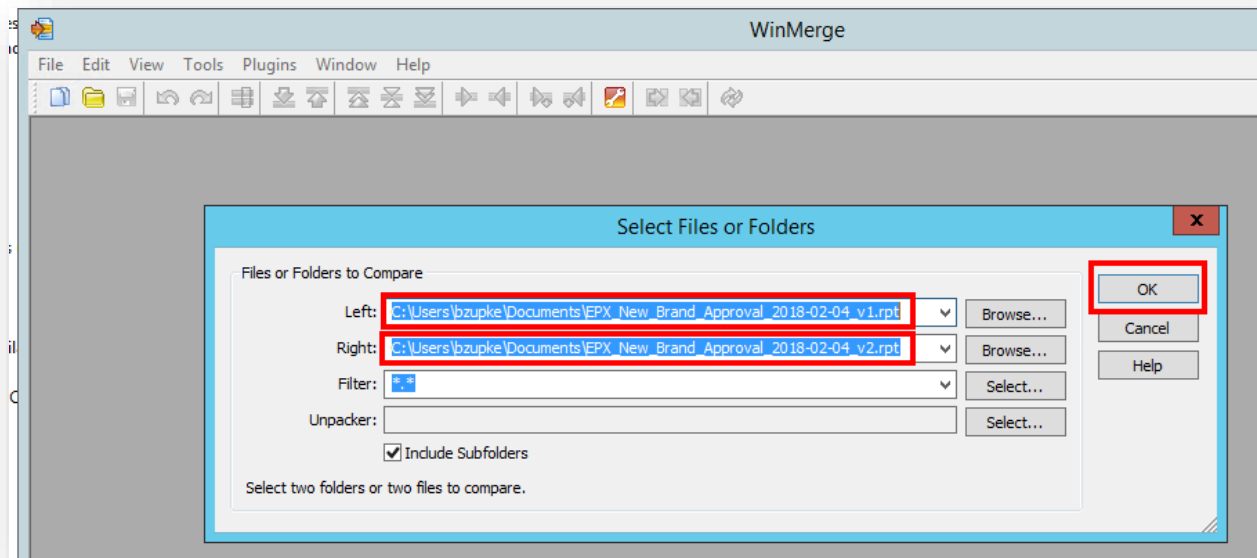 WinMerge
File Edit View Tools Plugins Window Help
Select Files or Folders
x
Files or Folders to Compare
Left: C:\Users\bzupke\Documents\EPX_New_Brand_Approval_2018-02-04_v1.rpt Browse... OK
Right: C:\Users\bzupke\Documents\EPX_New_Brand_Approval_2018-02-04_v2.rpt Browse... Cancel
Filter: *.* Select... Help
Unpacker: Select...
Include Subfolders
Select two folders or two files to compare.